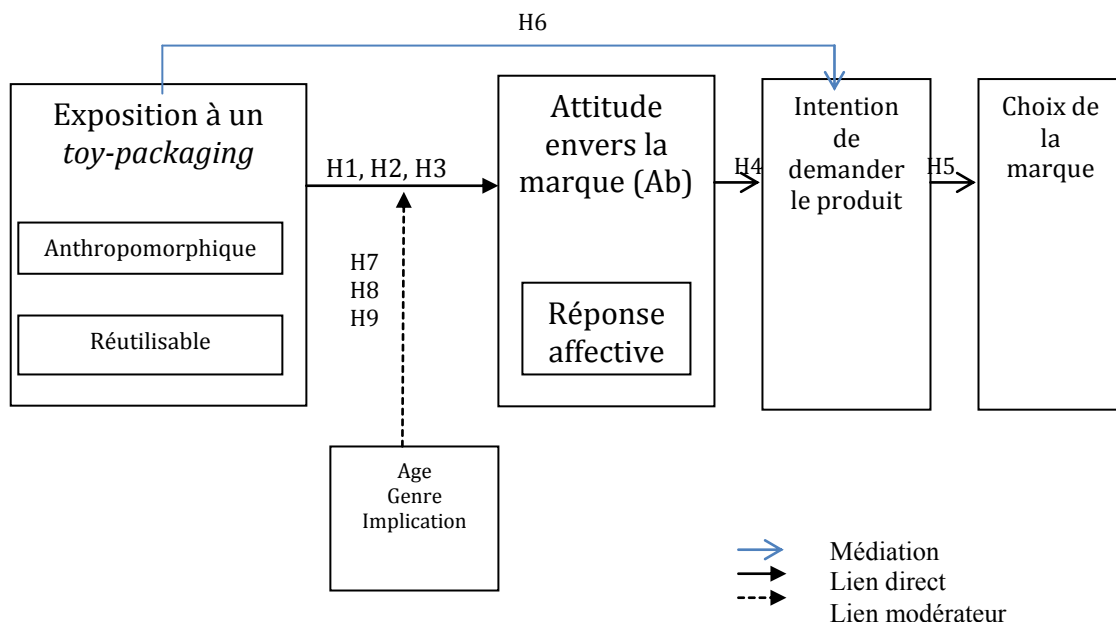 H6
Exposition à un
toy-packaging
Anthropomorphique
Réutilisable
H1, H2, H3
H7
H8
H9
Age
Genre
Implication
Attitude
envers la
marque (Ab)
Réponse
affective
H4
Intention
de
demander
le produit
H5
Choix de
la
marque
Médiation
Lien direct
Lien modérateur